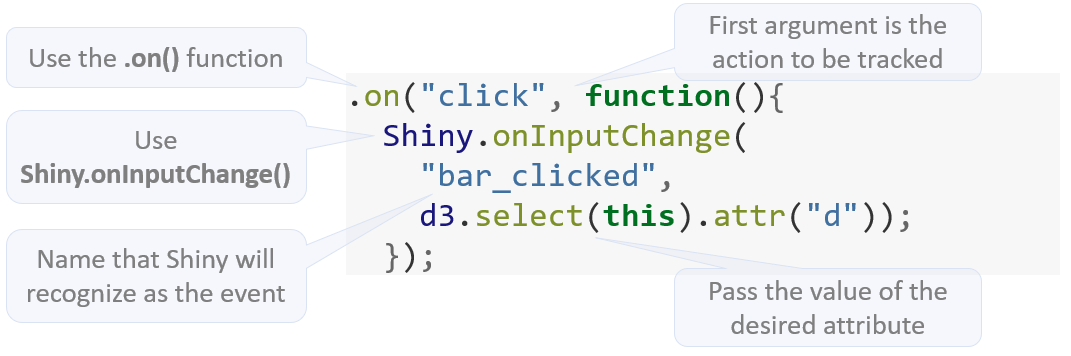 Use the .on() function
First argument is the
action to be tracked
.on("click", function(){
Use
Shiny.onInputChange()
Shiny.onInputChange(
"bar_clicked",
d3.select(this).attr("d"));
});
Name that Shiny will
recognize as the event
Pass the value of the
desired attribute